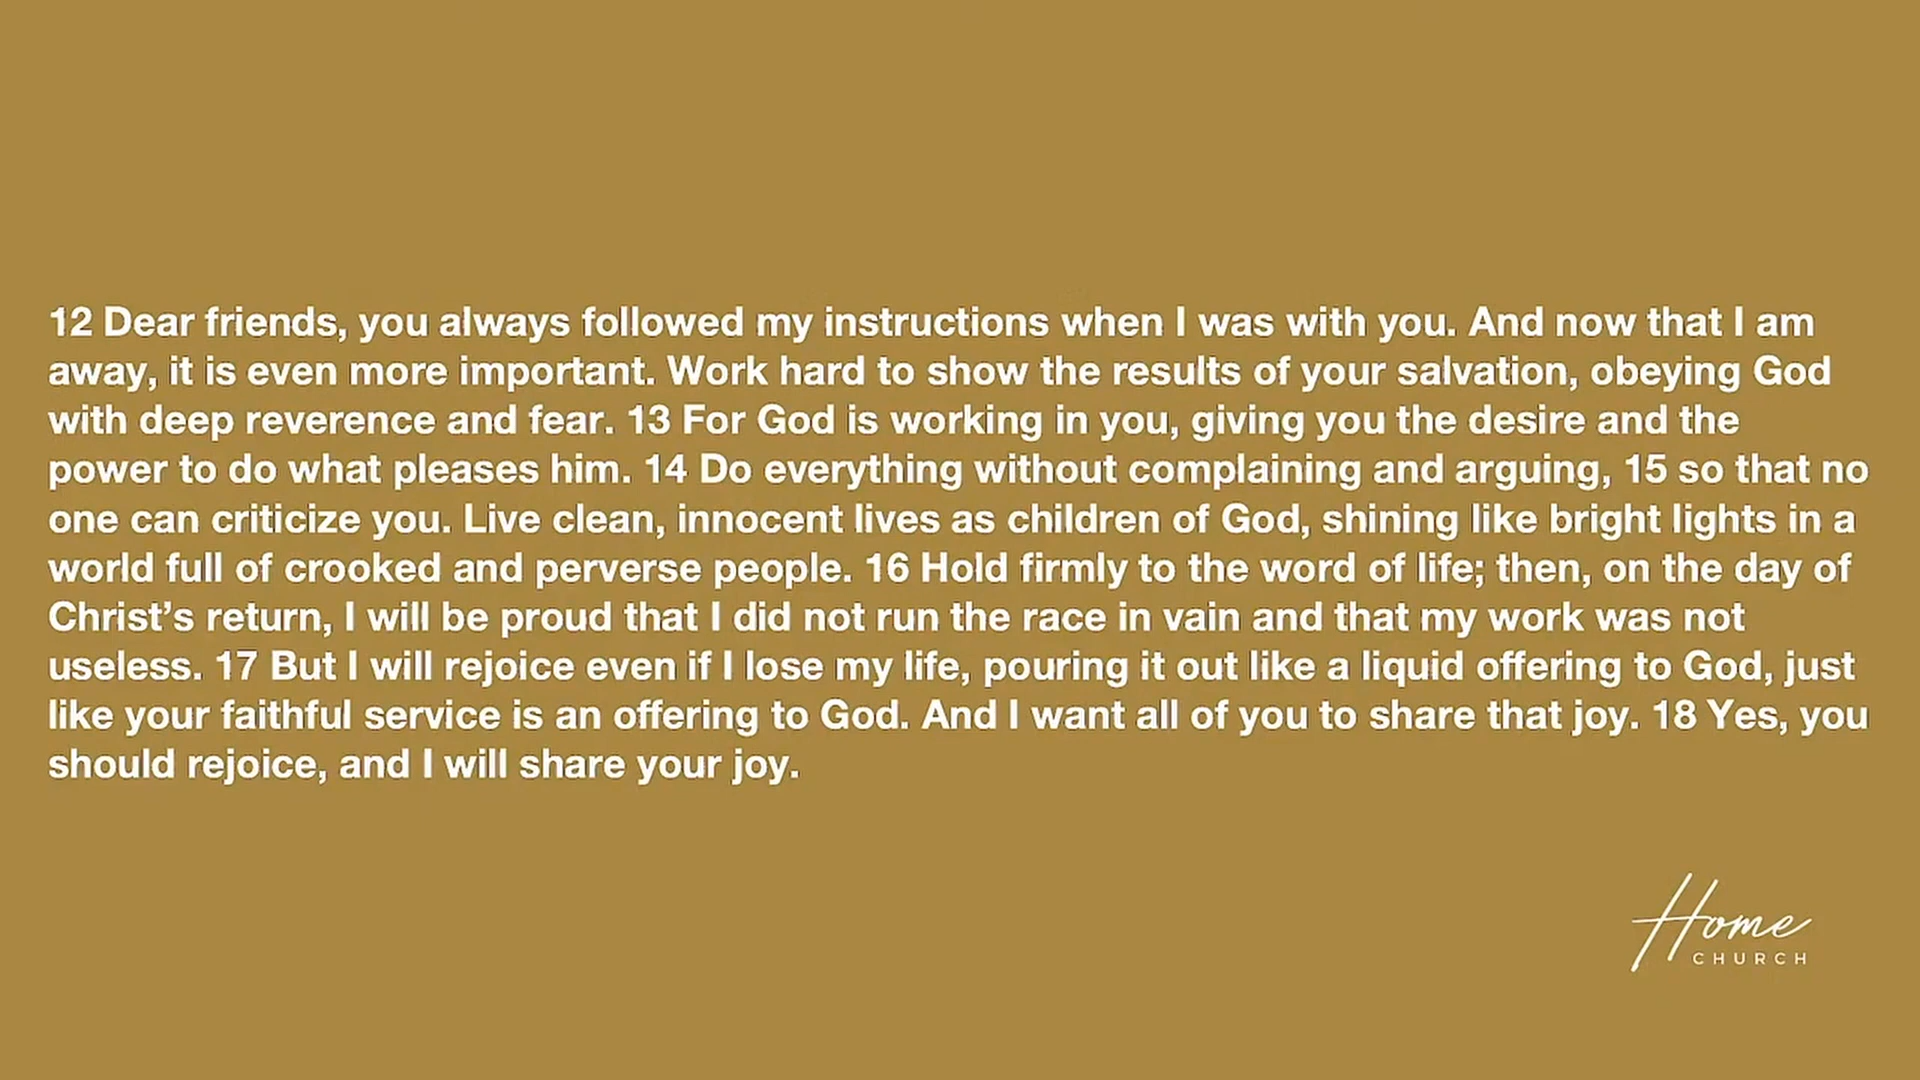 12 Dear friends, you always followed my instructions when I was with you. And now that I am
away, it is even more important. Work hard to show the results of your salvation, obeying God
with deep reverence and fear. 13 For God is working in you, giving you the desire and the
power to do what pleases him. 14 Do everything without complaining and arguing, 15 so that no
one can criticize you. Live clean, innocent lives as children of God, shining like bright lights in a
world full of crooked and perverse people. 16 Hold firmly to the word of life; then, on the day of
Christ’s return, I will be proud that I did not run the race in vain and that my work was not
useless. 17 But I will rejoice even if I lose my life, pouring it out like a liquid offering to God, just
like your faithful service is an offering to God. And I want all of you to share that joy. 18 Yes, you
should rejoice, and I will share your joy.
Home
CHURCH